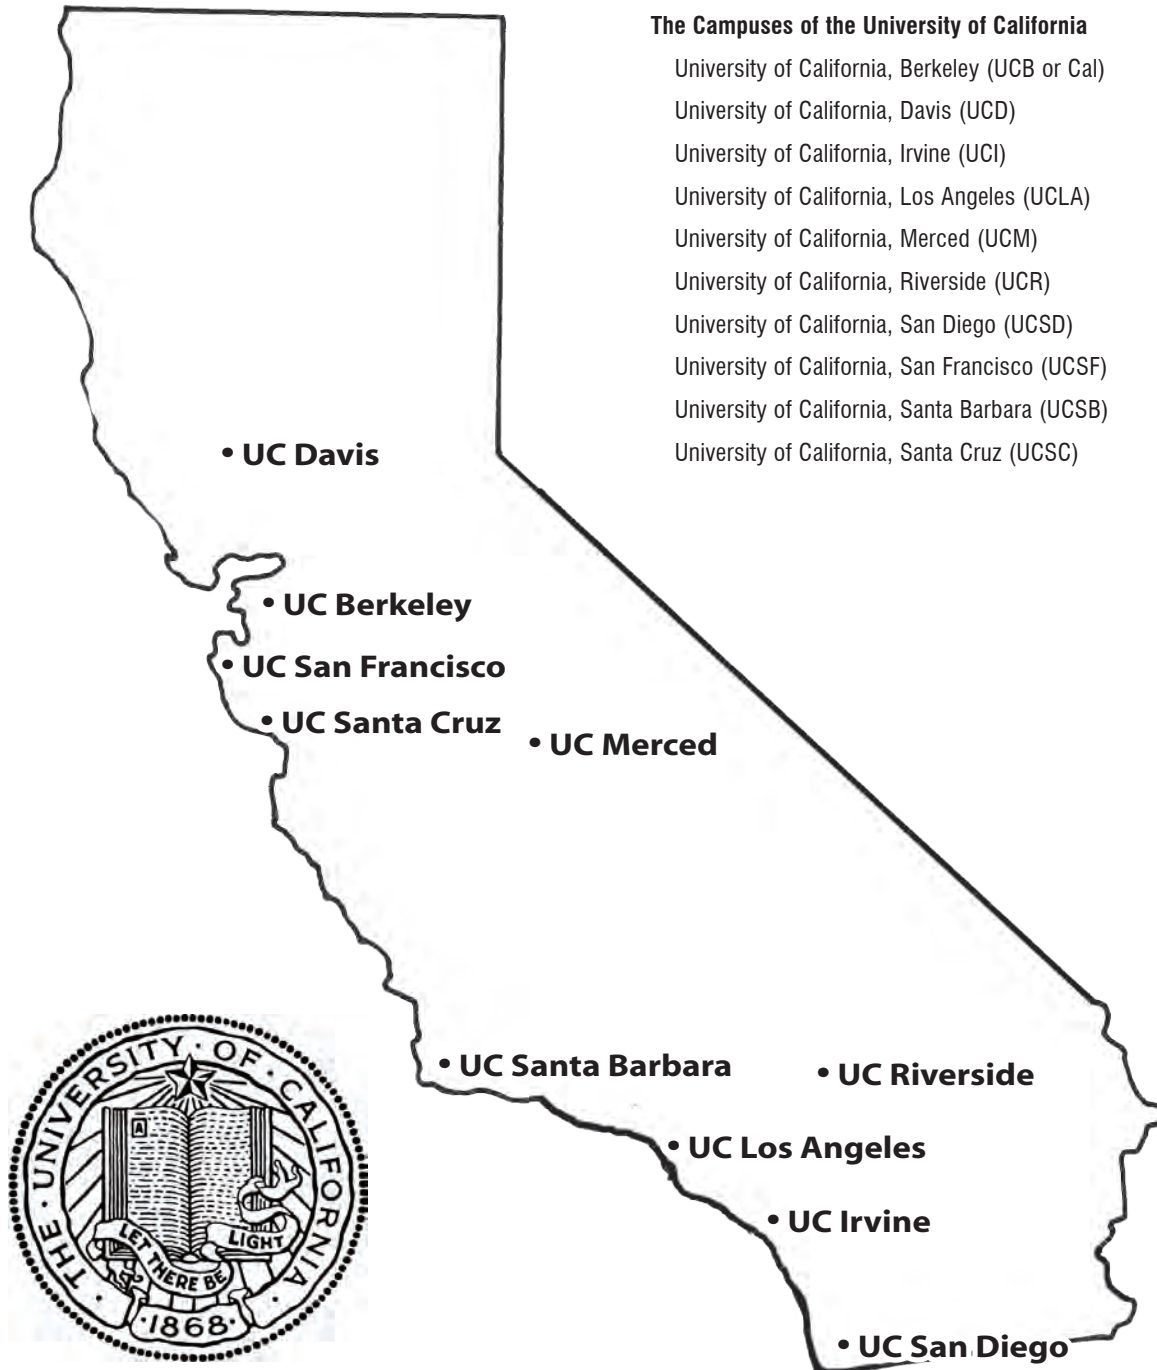 The Campuses of the University of California
University of California, Berkeley (UCB or Cal)
University of California, Davis (UCD)
University of California, Irvine (UCI)
University of California, Los Angeles (UCLA)
University of California, Merced (UCM)
University of California, Riverside (UCR)
University of California, San Diego (UCSD)
University of California, San Francisco (UCSF)
University of California, Santa Barbara (UCSB)
University of California, Santa Cruz (UCSC)
• UC Davis
• UC Berkeley
• UC San Francisco
• UC Santa Cruz
• UC Merced
• UC Santa Barbara
• UC Riverside
• UC Los Angeles
• UC Irvine
• UC San Diego
· THE · UNIVERSITY · OF · CALIFORNIA ·
A
LET THERE BE
LIGHT
·1868·